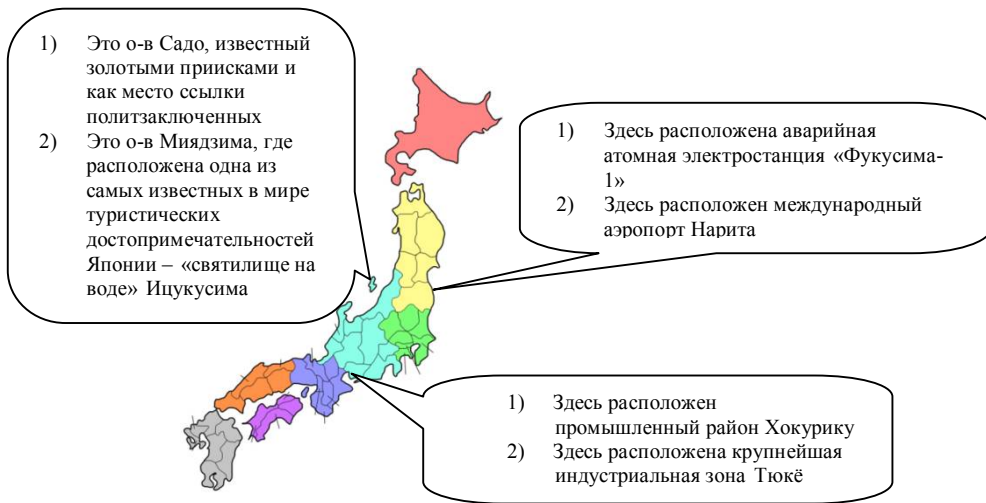 1) Это о-в Садо, известный
золотыми приисками и
как место ссылки
политзаключенных
2) Это о-в Миядзима, где
расположена одна из
самых известных в мире
туристических
достопримечательностей
Японии – «святилище на
воде» Ицукусима
1) Здесь расположена аварийная
атомная электростанция «Фукусима-
1»
2) Здесь расположен международный
аэропорт Нарита
1) Здесь расположен
промышленный район Хокурику
2) Здесь расположена крупнейшая
индустриальная зона Тюкё